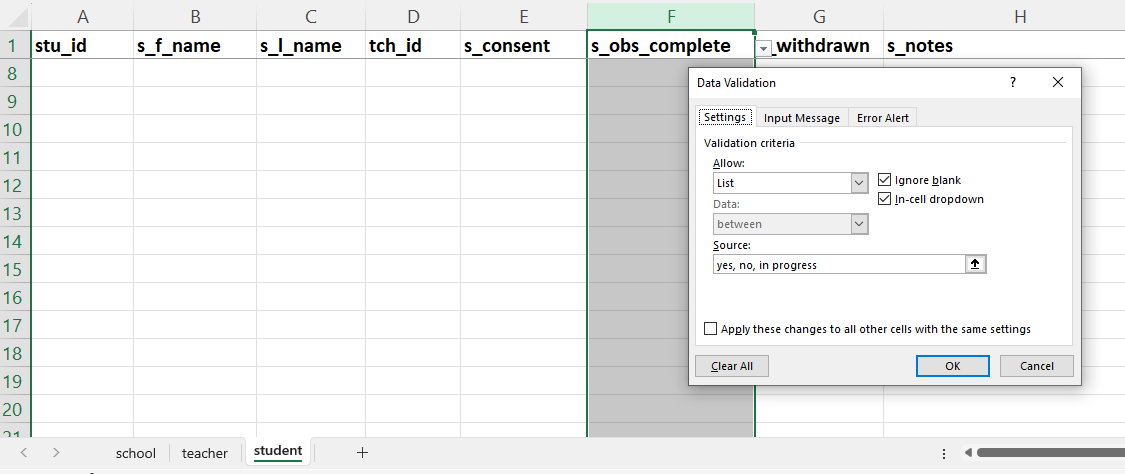 A B C D E F G H
1 stu_id s_f_name s_l_name tch_id s_consent s_obs_complete _withdrawn s_notes
8
9
10
11
12
13
14
15
16
17
18
19
20
21
Data Validation ? ×
Settings Input Message Error Alert
Validation criteria
Allow:
List Ignore blank
Data: In-cell dropdown
between
Source:
yes, no, in progress
Apply these changes to all other cells with the same settings
Clear All OK Cancel
school teacher student +